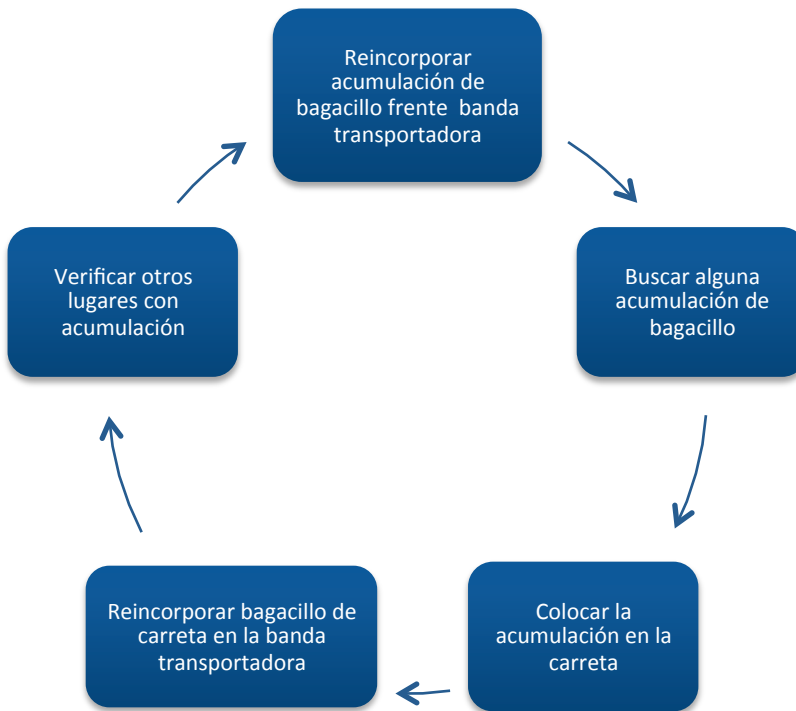 Reincorporar
acumulación de
bagacillo frente  banda
transportadora
Buscar alguna
acumulación de
bagacillo
Colocar la
acumulación en la
carreta
Reincorporar bagacillo de
carreta en la banda
transportadora
Verificar otros
lugares con
acumulación